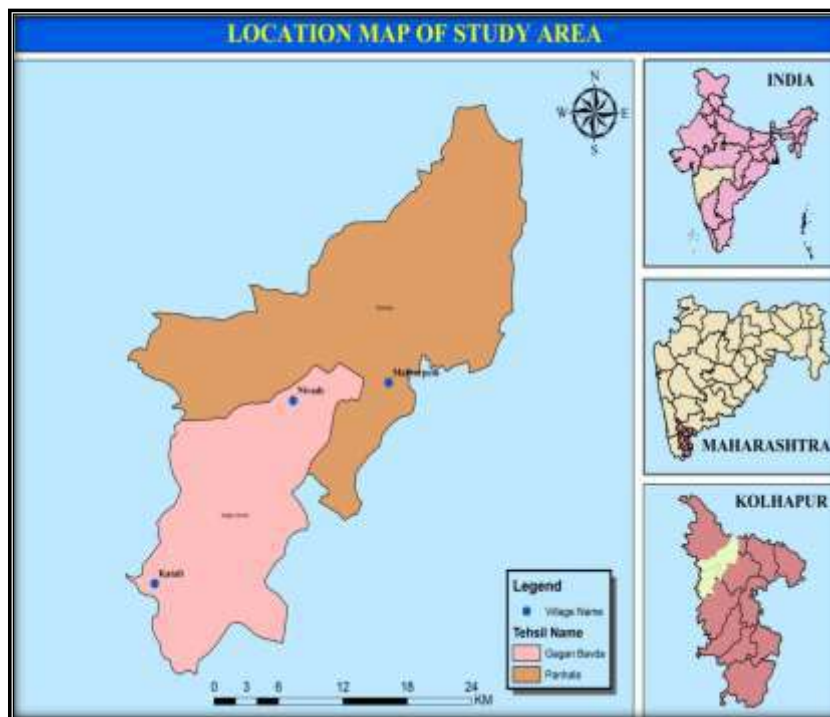 LOCATION MAP OF STUDY AREA
N
W E
S
INDIA
Nivade
MAHARASHTRA
KOLHAPUR
Legend
Village Name
Tehsil Name
Gagan Bavda
Panhala
0 3 6 12 18 24
KM